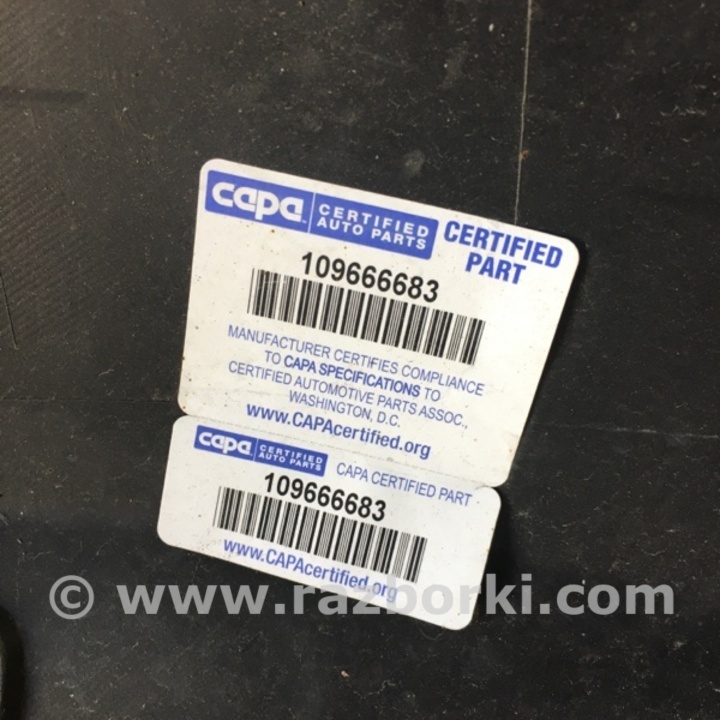 capa
CERTIFIED
AUTO PARTS
CERTIFIED
PART
109666683
MANUFACTURER CERTIFIES COMPLIANCE
TO CAPA SPECIFICATIONS TO
CERTIFIED AUTOMOTIVE PARTS ASSOC.,
WASHINGTON, D.C.
www.CAPAcertified.org
capa
CERTIFIED
AUTO PARTS
CAPA CERTIFIED PART
109666683
www.CAPAcertified.org
© www.razborki.com